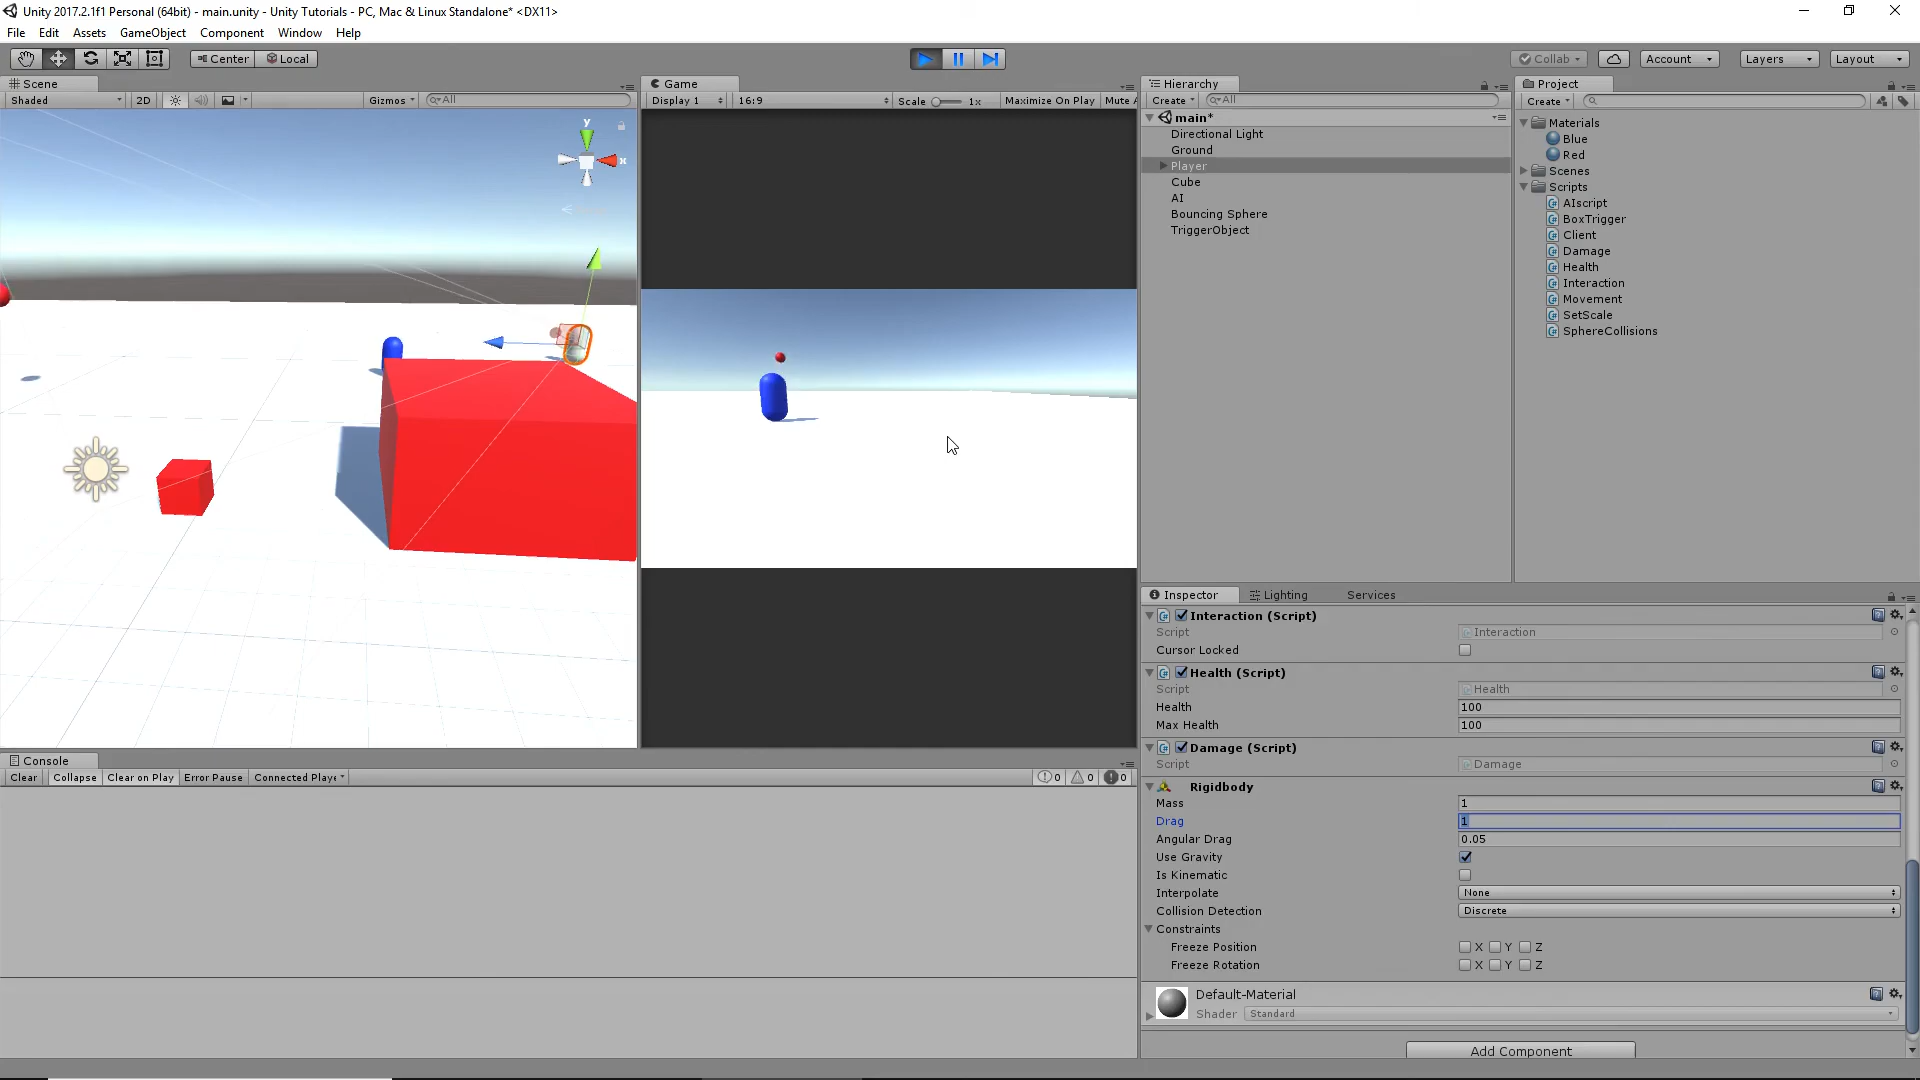 Unity 2017.2.1f1 Personal (64bit) - main.unity - Unity Tutorials - PC, Mac & Linux Standalone* <DX11>
File Edit Assets GameObject Component Window Help
Center Local
Collab Account Layers Layout
Scene
Shaded 2D Gizmos All
y
x
Game
Display 1 16:9 Scale 1x Maximize On Play Mute A
Hierarchy
Create All
main*
Directional Light
Ground
Player
Cube
AI
Bouncing Sphere
TriggerObject
Project
Create
Materials
Blue
Red
Scenes
Scripts
AIscript
BoxTrigger
Client
Damage
Health
Interaction
Movement
SetScale
SphereCollisions
Console
Clear Collapse Clear on Play Error Pause Connected Playe
0 0 0
Inspector Lighting Services
Interaction (Script)
Script Interaction
Cursor Locked
Health (Script)
Script Health
Health 100
Max Health 100
Damage (Script)
Script Damage
Rigidbody
Mass 1
Drag 1
Angular Drag 0.05
Use Gravity
Is Kinematic
Interpolate None
Collision Detection Discrete
Constraints
Freeze Position X Y Z
Freeze Rotation X Y Z
Default-Material
Shader Standard
Add Component